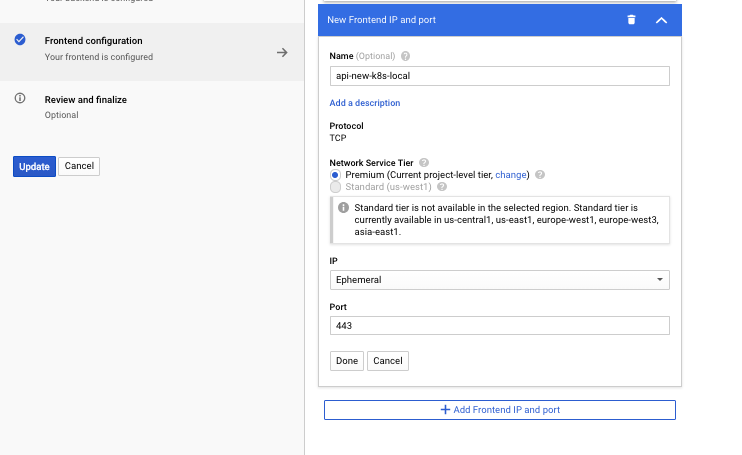 Your backend is configured
Frontend configuration
Your frontend is configured
Review and finalize
Optional
Update
Cancel
New Frontend IP and port
Name (Optional)
api-new-k8s-local
Add a description
Protocol
TCP
Network Service Tier
Premium (Current project-level tier, change)
Standard (us-west1)
Standard tier is not available in the selected region. Standard tier is
currently available in us-central1, us-east1, europe-west1, europe-west3,
asia-east1.
IP
Ephemeral
Port
443
Done
Cancel
Add Frontend IP and port